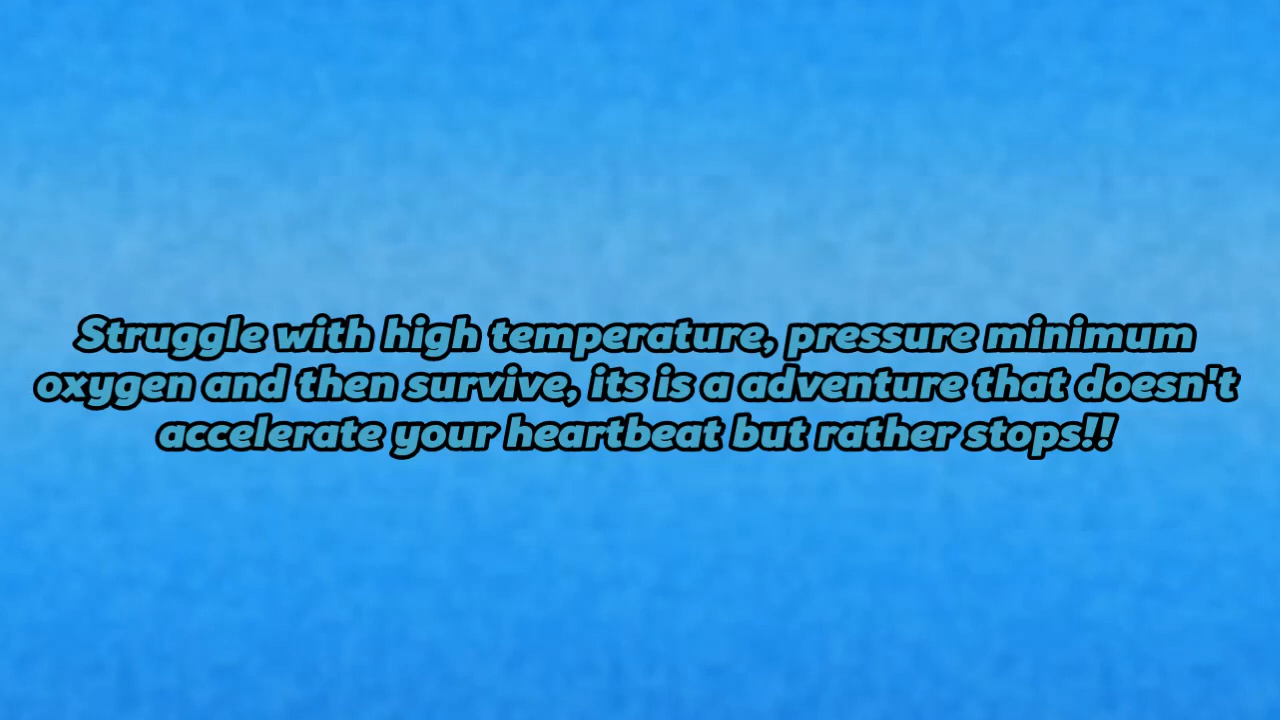 Struggle with high temperature, pressure minimum
oxygen and then survive, its is a adventure that doesn't
accelerate your heartbeat but rather stops!!